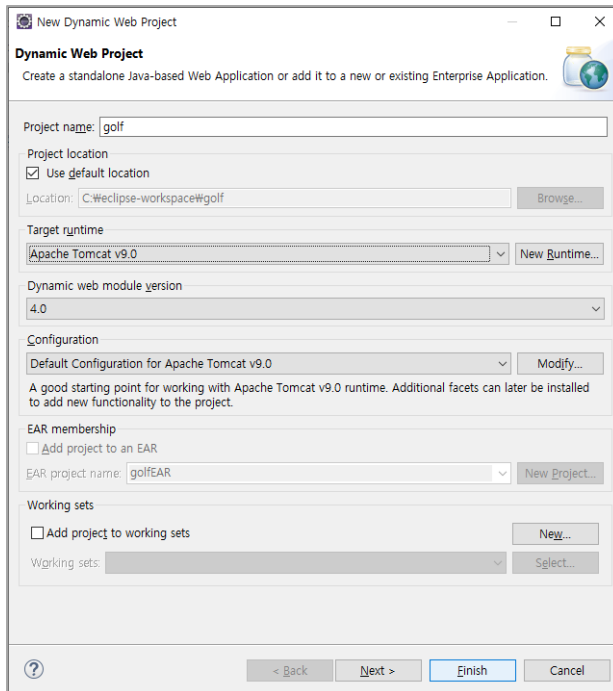 New Dynamic Web Project
Dynamic Web Project
Create a standalone Java-based Web Application or add it to a new or existing Enterprise Application.
Project name: golf
Project location
Use default location
Location: C:₩eclipse-workspace₩golf Browse...
Target runtime
Apache Tomcat v9.0 New Runtime...
Dynamic web module version
4.0
Configuration
Default Configuration for Apache Tomcat v9.0 Modify...
A good starting point for working with Apache Tomcat v9.0 runtime. Additional facets can later be installed
to add new functionality to the project.
EAR membership
Add project to an EAR
EAR project name: golfEAR New Project...
Working sets
Add project to working sets New...
Working sets: Select...
? < Back Next > Finish Cancel